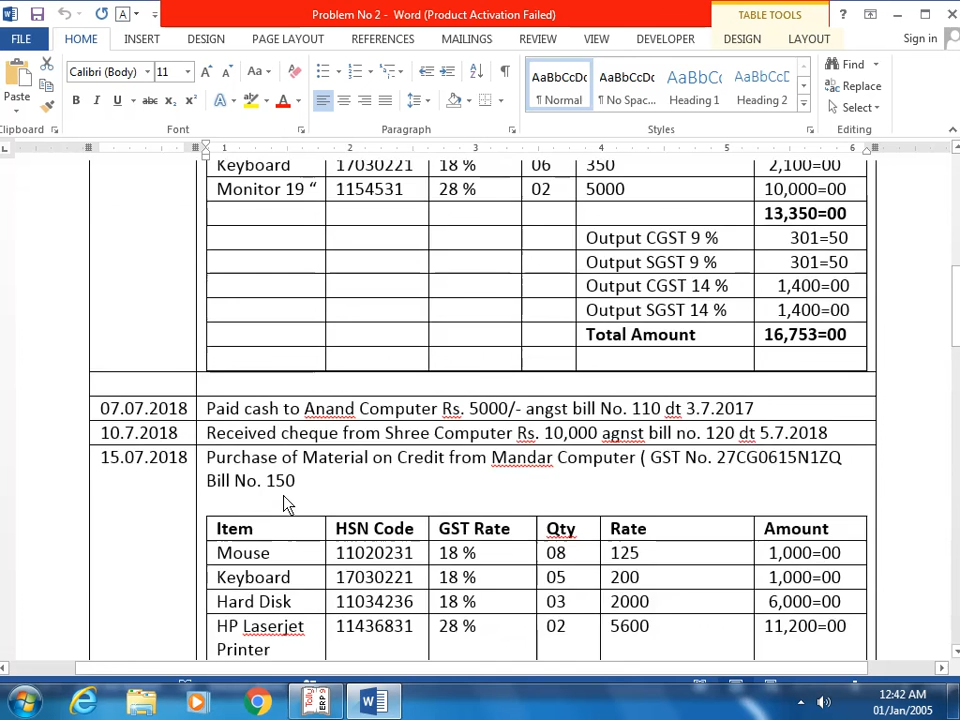 Problem No 2 - Word (Product Activation Failed)
TABLE TOOLS
FILE HOME INSERT DESIGN PAGE LAYOUT REFERENCES MAILINGS REVIEW VIEW DEVELOPER DESIGN LAYOUT Sign in
Calibri (Body) 11
Paste
AaBbCcDc AaBbCcDc AaBbCc AaBbCcD
¶ Normal ¶ No Spac... Heading 1 Heading 2
Find
Replace
Select
Clipboard Font Paragraph Styles Editing
1 2 3 4 5 6
Keyboard 17030221 18 % 06 350 2,100=00
Monitor 19 “ 1154531 28 % 02 5000 10,000=00
13,350=00
Output CGST 9 % 301=50
Output SGST 9 % 301=50
Output CGST 14 % 1,400=00
Output SGST 14 % 1,400=00
Total Amount 16,753=00
07.07.2018 Paid cash to Anand Computer Rs. 5000/- angst bill No. 110 dt 3.7.2017
10.7.2018 Received cheque from Shree Computer Rs. 10,000 agnst bill no. 120 dt 5.7.2018
15.07.2018 Purchase of Material on Credit from Mandar Computer ( GST No. 27CG0615N1ZQ
Bill No. 150
Item HSN Code GST Rate Qty Rate Amount
Mouse 11020231 18 % 08 125 1,000=00
Keyboard 17030221 18 % 05 200 1,000=00
Hard Disk 11034236 18 % 03 2000 6,000=00
HP Laserjet 11436831 28 % 02 5600 11,200=00
Printer
12:42 AM
01/Jan/2005